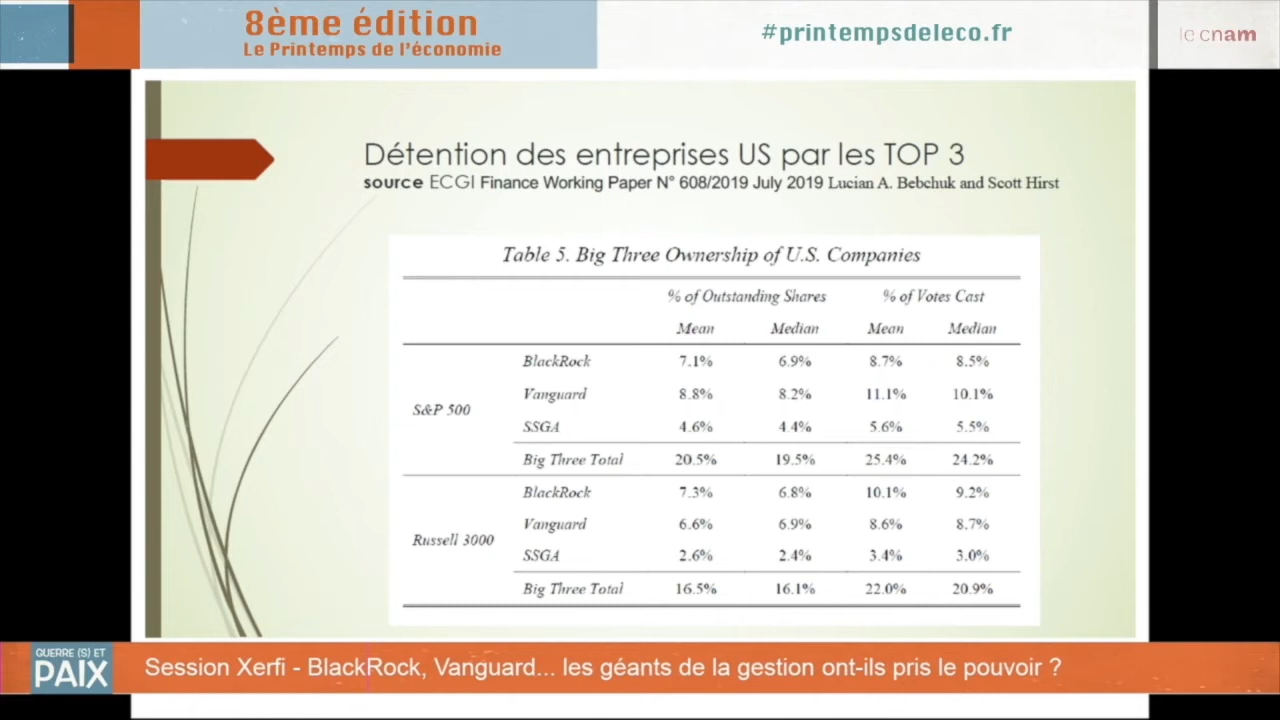 8ème édition
Le Printemps de l'économie
#printempsdeleco.fr
le cnam
Détention des entreprises US par les TOP 3
source ECGI Finance Working Paper N° 608/2019 July 2019 Lucian A. Bebchuk and Scott Hirst
Table 5. Big Three Ownership of U.S. Companies
% of Outstanding Shares % of Votes Cast
Mean Median Mean Median
BlackRock 7.1% 6.9% 8.7% 8.5%
Vanguard 8.8% 8.2% 11.1% 10.1%
S&P 500
SSGA 4.6% 4.4% 5.6% 5.5%
Big Three Total 20.5% 19.5% 25.4% 24.2%
BlackRock 7.3% 6.8% 10.1% 9.2%
Vanguard 6.6% 6.9% 8.6% 8.7%
Russell 3000
SSGA 2.6% 2.4% 3.4% 3.0%
Big Three Total 16.5% 16.1% 22.0% 20.9%
GUERRE (S) ET
PAIX
Session Xerfi - BlackRock, Vanguard... les géants de la gestion ont-ils pris le pouvoir ?